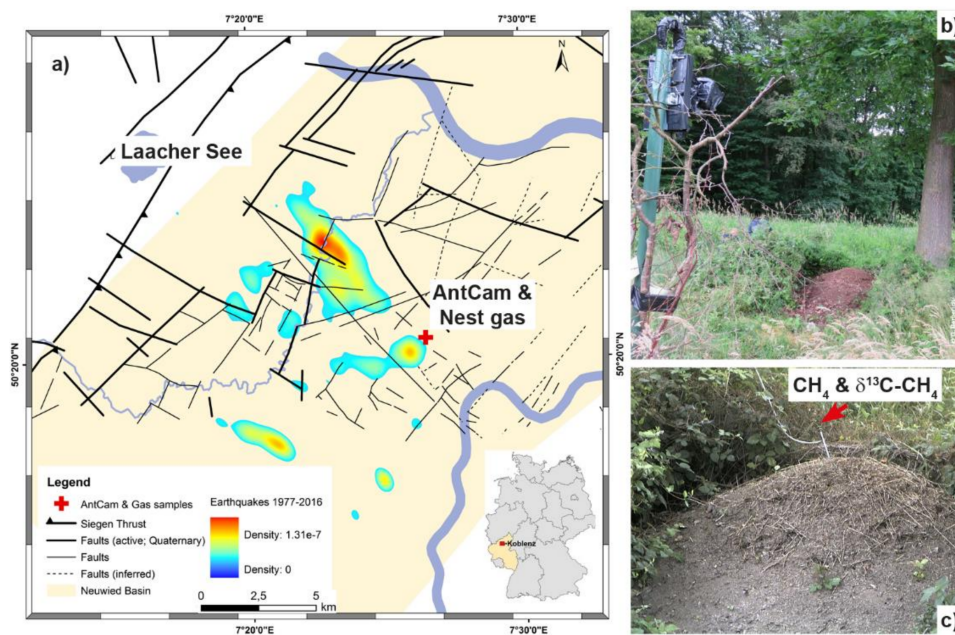 7°20'0"E
7°30'0"E
a)
N
Laacher See
AntCam &
Nest gas
50°20'0"N
50°20'0"N
Legend
AntCam & Gas samples
Siegen Thrust
Faults (active; Quaternary)
Faults
Faults (inferred)
Neuwied Basin
Earthquakes 1977-2016
Density: 1.31e-7
Density: 0
0 2,5 5
km
Koblenz
7°20'0"E
7°30'0"E
b)
CH₄ & δ¹³C-CH₄
c)